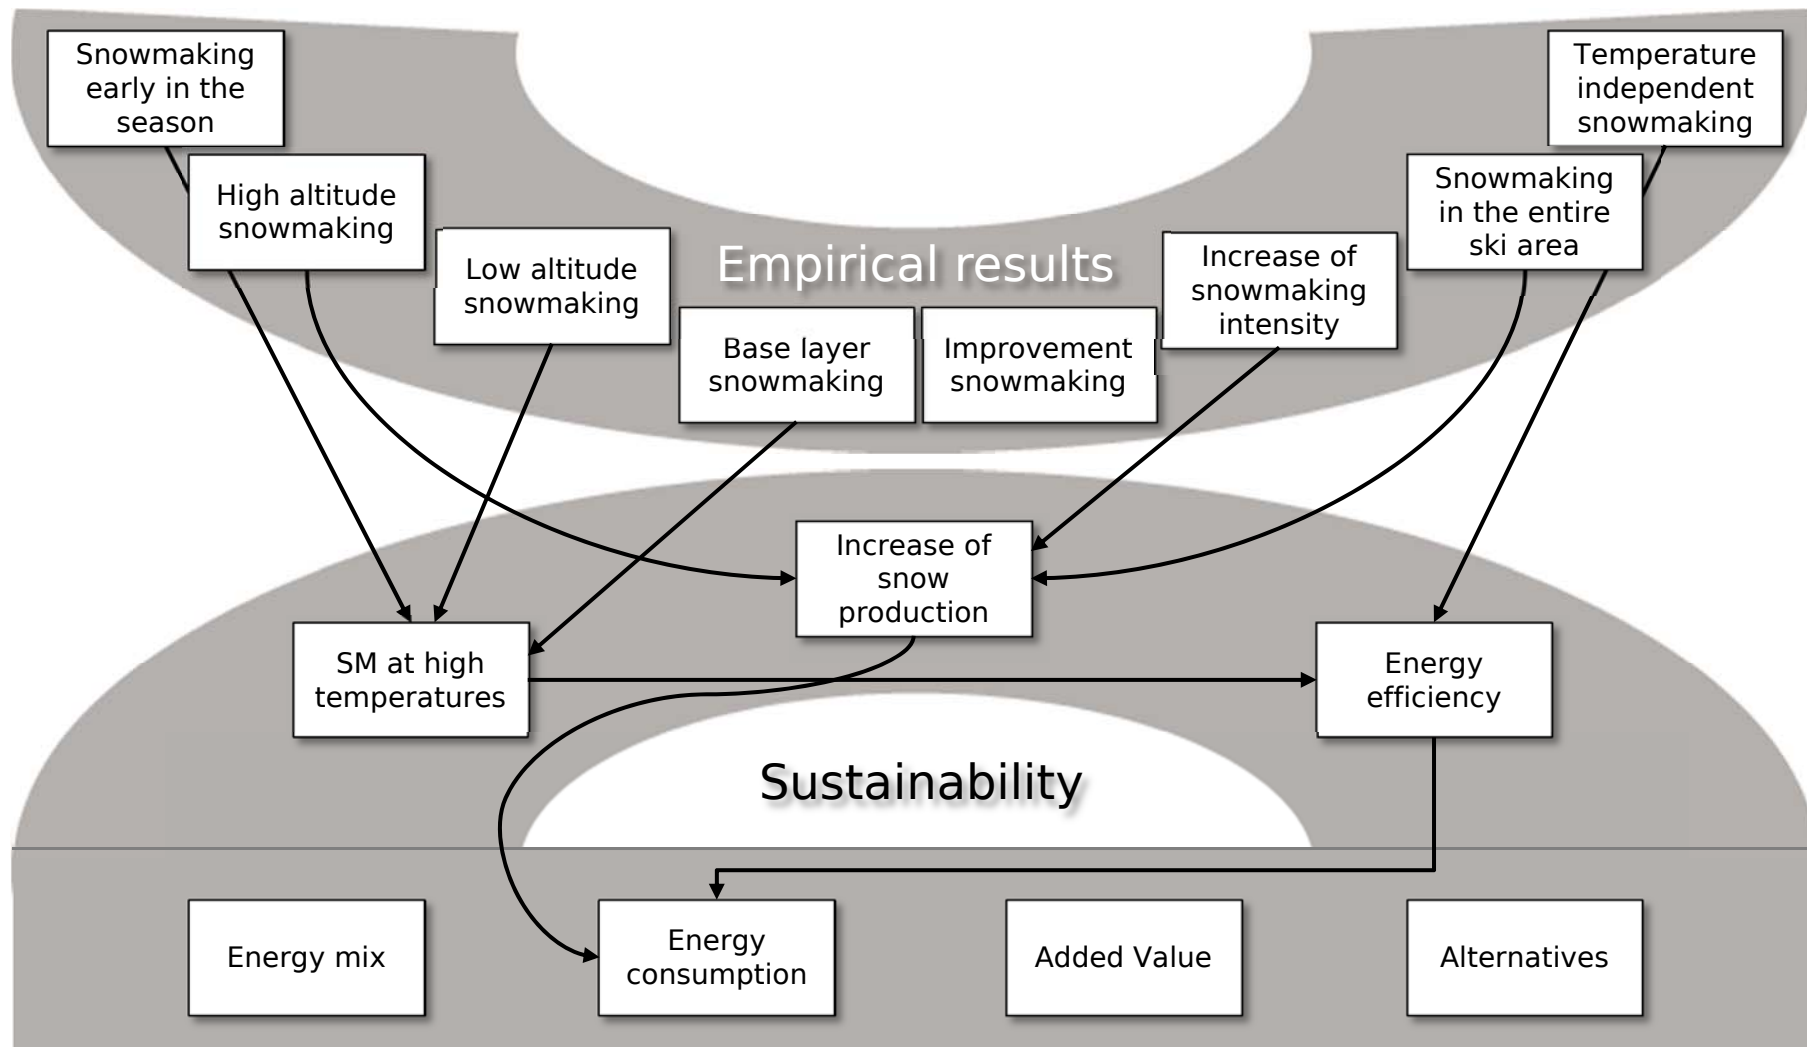 Snowmaking
early in the
season
Temperature
independent
snowmaking
High altitude
snowmaking
Snowmaking
in the entire
ski area
Low altitude
snowmaking
Empirical results
Increase of
snowmaking
intensity
Base layer
snowmaking
Improvement
snowmaking
Increase of
snow
production
SM at high
temperatures
Energy
efficiency
Sustainability
Energy mix
Energy
consumption
Added Value
Alternatives